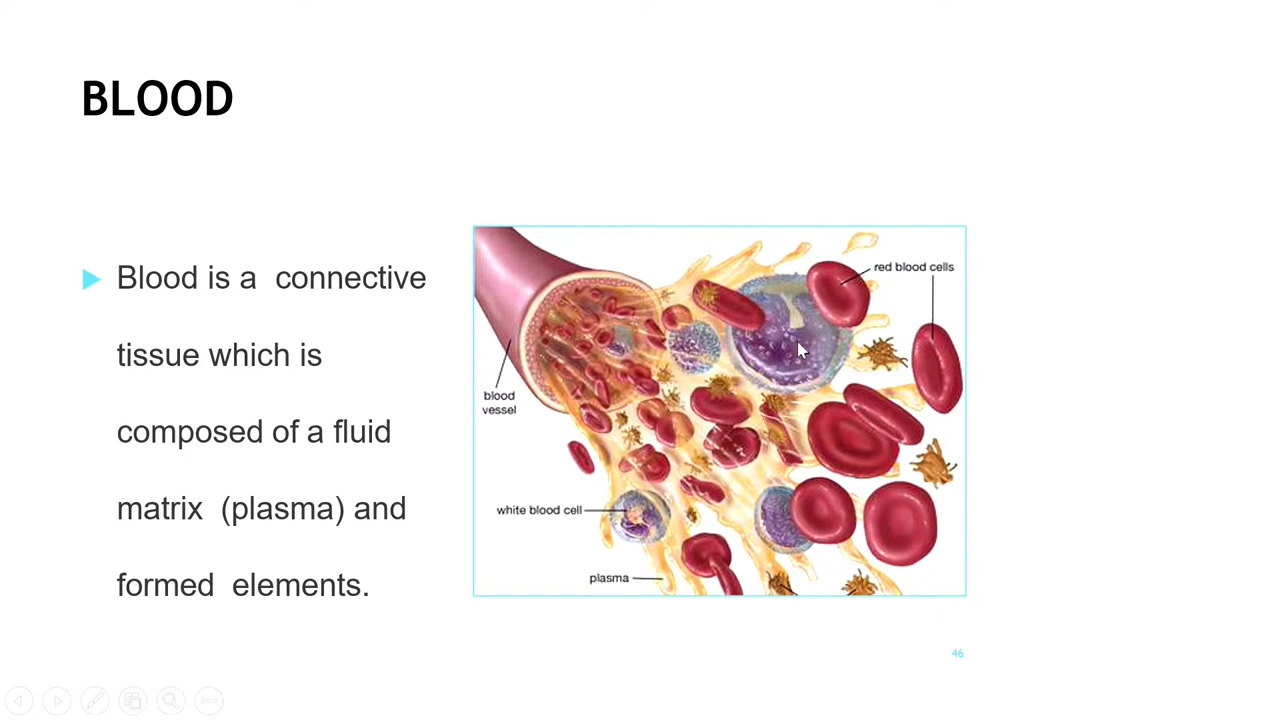 BLOOD
Blood is a connective
tissue which is
composed of a fluid
matrix (plasma) and
formed elements.
red blood cells
blood
vessel
white blood cell
plasma
46